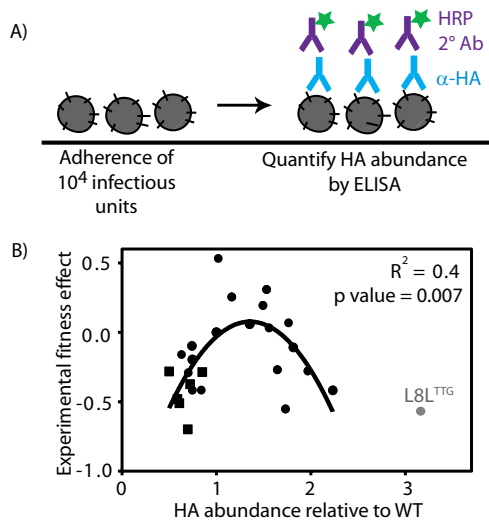 A)
HRP
2° Ab
α-HA
Adherence of
10⁴ infectious
units
Quantify HA abundance
by ELISA
B)
R² = 0.4
p value = 0.007
L8Lᵀᵀᴳ
Experimental fitness effect
0.5
0.0
-0.5
-1.0
0
1
2
3
HA abundance relative to WT